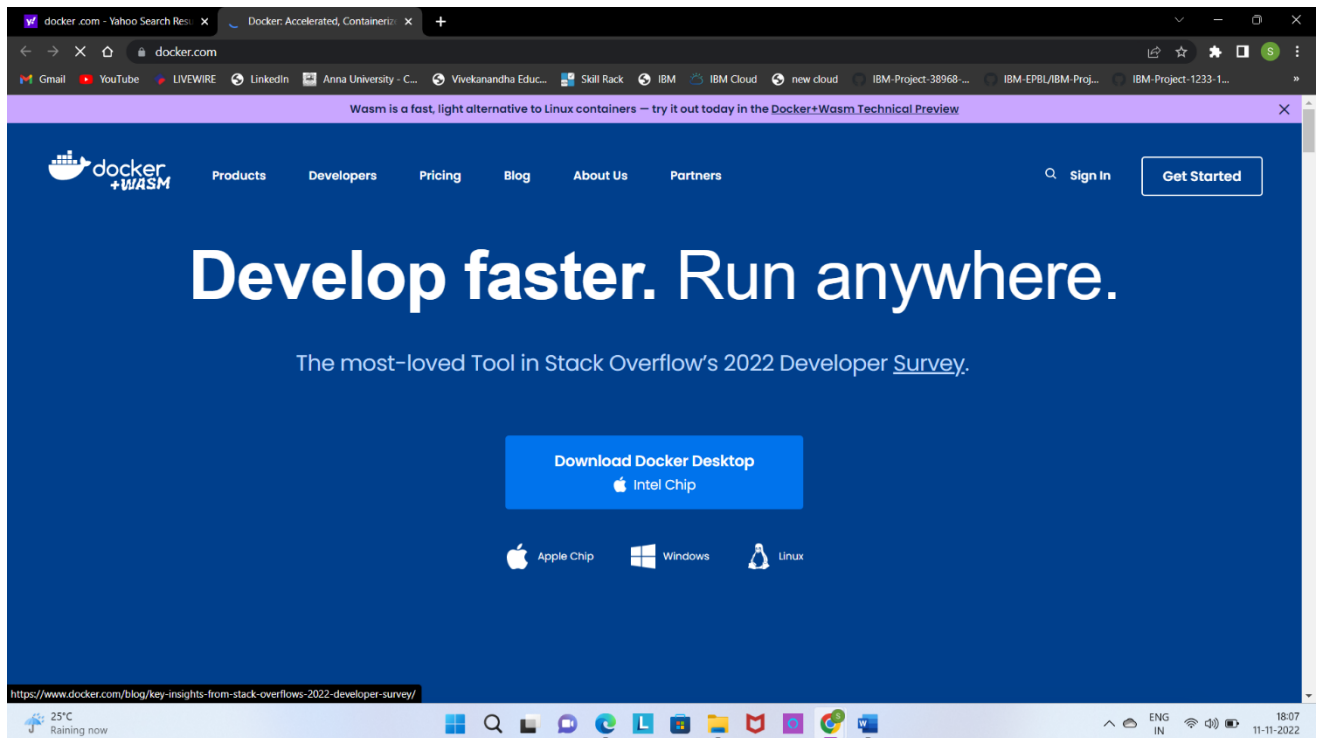 docker .com - Yahoo Search Resu
Docker: Accelerated, Containeriz
docker.com
S
Gmail YouTube LIVEWIRE LinkedIn Anna University - C... Vivekanandha Educ... Skill Rack IBM IBM Cloud new cloud IBM-Project-38968-... IBM-EPBL/IBM-Proj... IBM-Project-1233-1... »
Wasm is a fast, light alternative to Linux containers — try it out today in the Docker+Wasm Technical Preview
docker
+WASM
Products Developers Pricing Blog About Us Partners Sign In Get Started
Develop faster. Run anywhere.
The most-loved Tool in Stack Overflow's 2022 Developer Survey.
Download Docker Desktop
Intel Chip
Apple Chip Windows Linux
https://www.docker.com/blog/key-insights-from-stack-overflows-2022-developer-survey/
25°C
Raining now
L
W
ENG
IN
18:07
11-11-2022